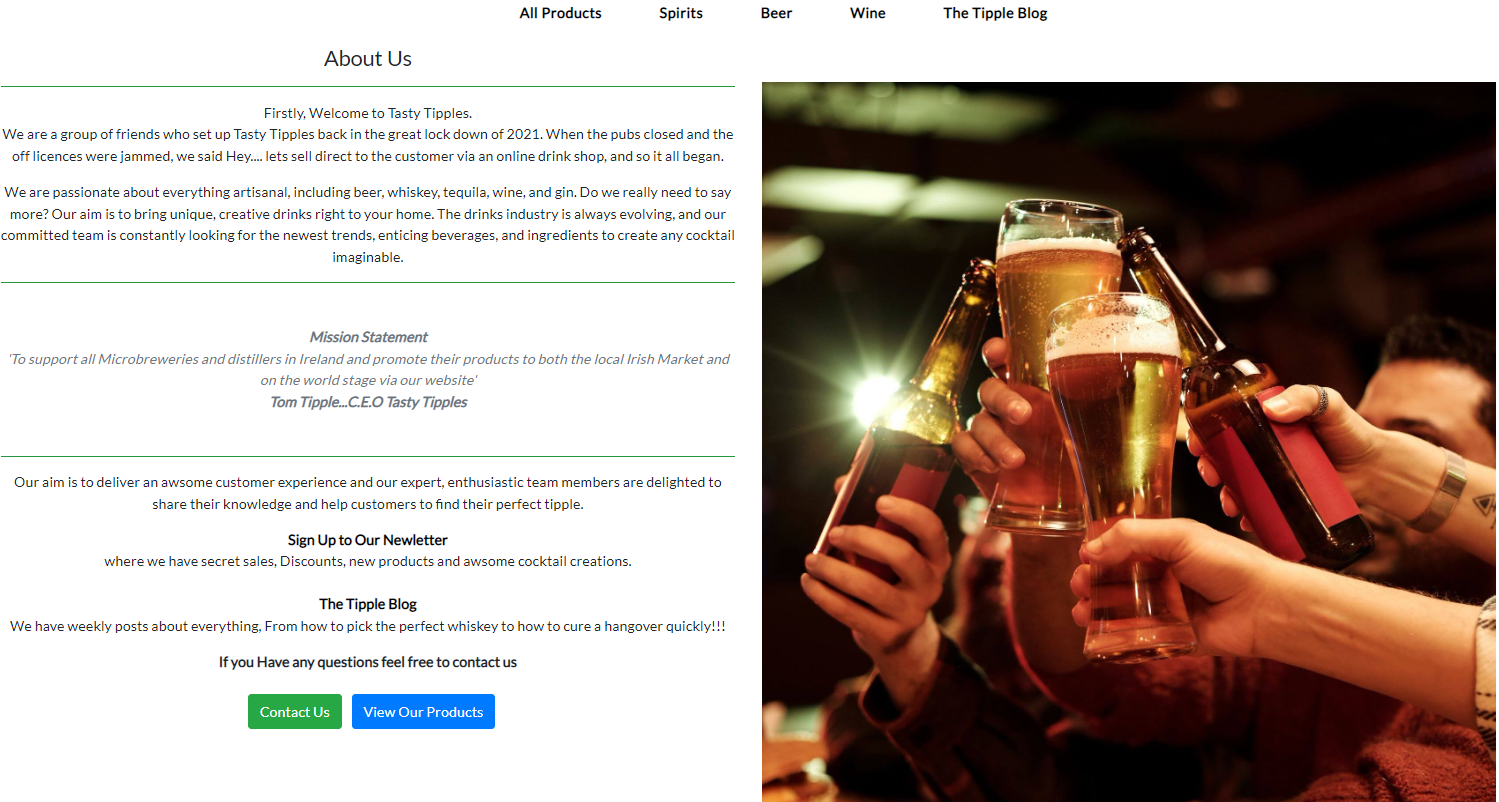 All Products Spirits Beer Wine The Tipple Blog
About Us
Firstly, Welcome to Tasty Tipples.
We are a group of friends who set up Tasty Tipples back in the great lock down of 2021. When the pubs closed and the
off licences were jammed, we said Hey.... lets sell direct to the customer via an online drink shop, and so it all began.
We are passionate about everything artisanal, including beer, whiskey, tequila, wine, and gin. Do we really need to say
more? Our aim is to bring unique, creative drinks right to your home. The drinks industry is always evolving, and our
committed team is constantly looking for the newest trends, enticing beverages, and ingredients to create any cocktail
imaginable.
Mission Statement
'To support all Microbreweries and distillers in Ireland and promote their products to both the local Irish Market and
on the world stage via our website'
Tom Tipple...C.E.O Tasty Tipples
Our aim is to deliver an awsome customer experience and our expert, enthusiastic team members are delighted to
share their knowledge and help customers to find their perfect tipple.
Sign Up to Our Newletter
where we have secret sales, Discounts, new products and awsome cocktail creations.
The Tipple Blog
We have weekly posts about everything, From how to pick the perfect whiskey to how to cure a hangover quickly!!!
If you Have any questions feel free to contact us
Contact Us View Our Products